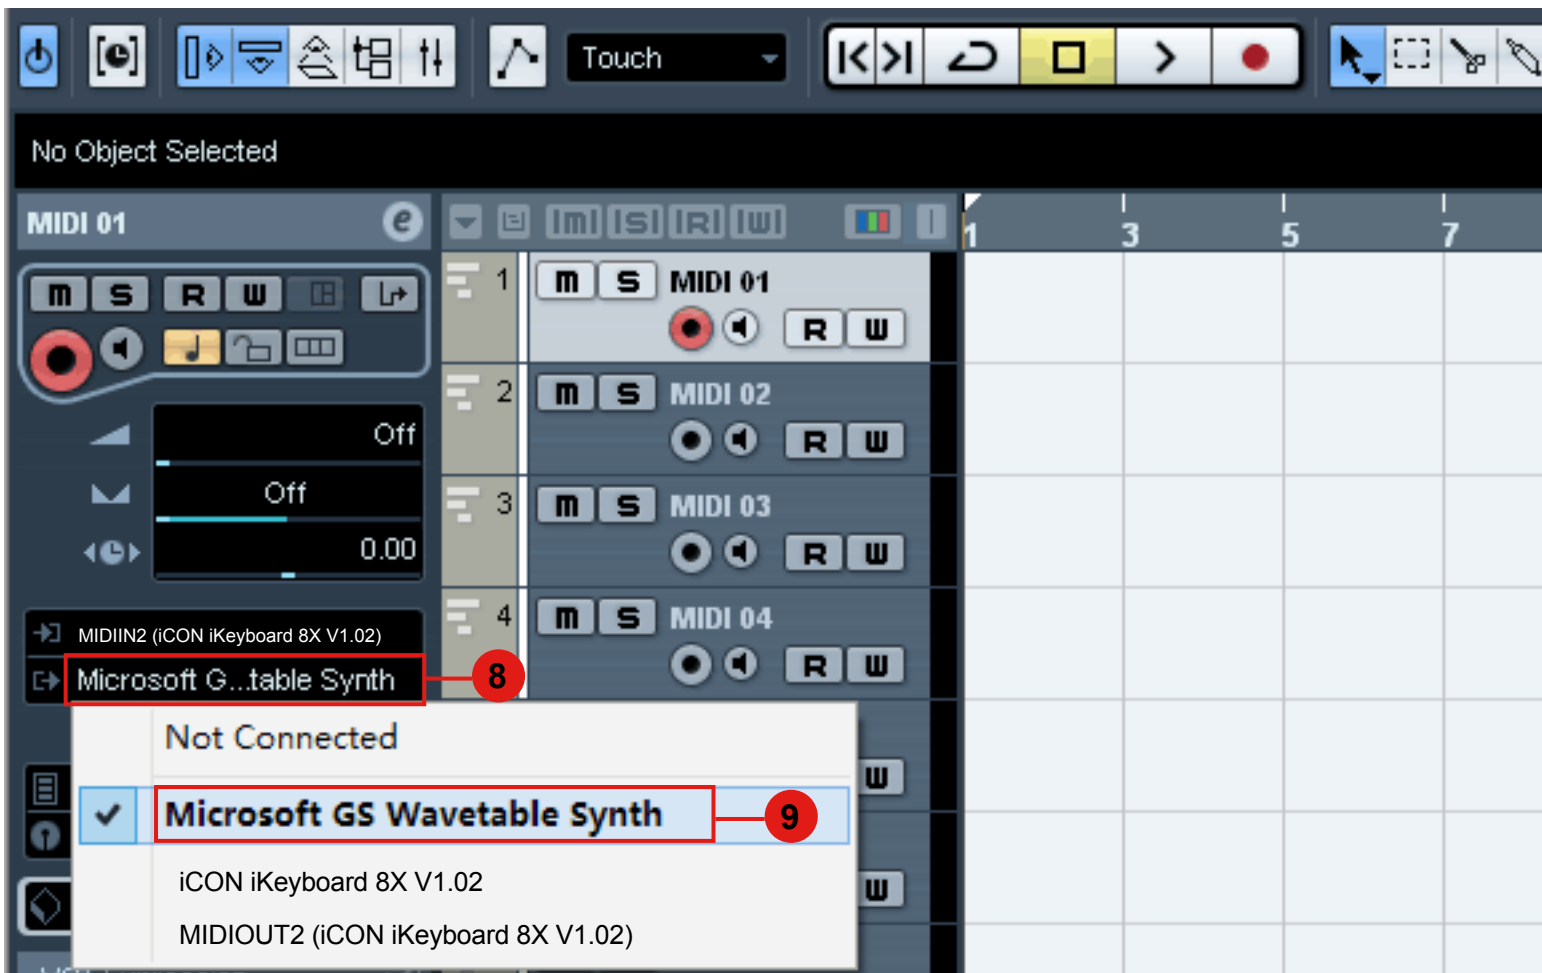 Touch
No Object Selected
MIDI 01
e
m S R W
1 3 5 7
1 m S MIDI 01
R W
2 m S MIDI 02
R W
3 m S MIDI 03
R W
4 m S MIDI 04
R W
m S R W
Off
Off
0.00
MIDIIN2 (iCON iKeyboard 8X V1.02)
Microsoft G...table Synth
8
Not Connected
W
Microsoft GS Wavetable Synth
9
iCON iKeyboard 8X V1.02
W
MIDIOUT2 (iCON iKeyboard 8X V1.02)